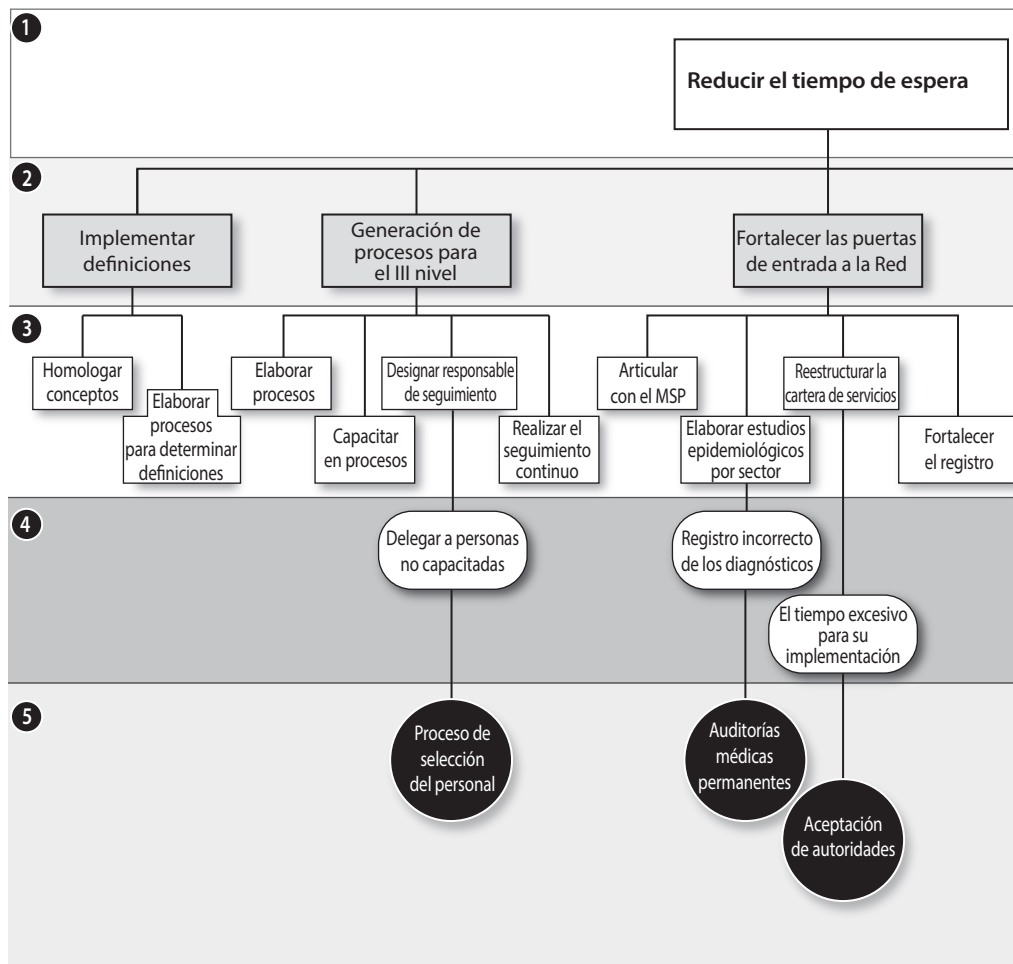 1
Reducir el tiempo de espera
2
Implementar
definiciones
Generación de
procesos para
el III nivel
Fortalecer las puertas
de entrada a la Red
3
Homologar
conceptos
Elaborar
procesos
para determinar
definiciones
Elaborar
procesos
Capacitar
en procesos
Designar responsable
de seguimiento
Realizar el
seguimiento
continuo
Articular
con el MSP
Elaborar estudios
epidemiológicos
por sector
Reestructurar la
cartera de servicios
Fortalecer
el registro
4
Delegar a personas
no capacitadas
Registro incorrecto
de los diagnósticos
El tiempo excesivo
para su
implementación
5
Proceso de
selección
del personal
Auditorías
médicas
permanentes
Aceptación
de autoridades